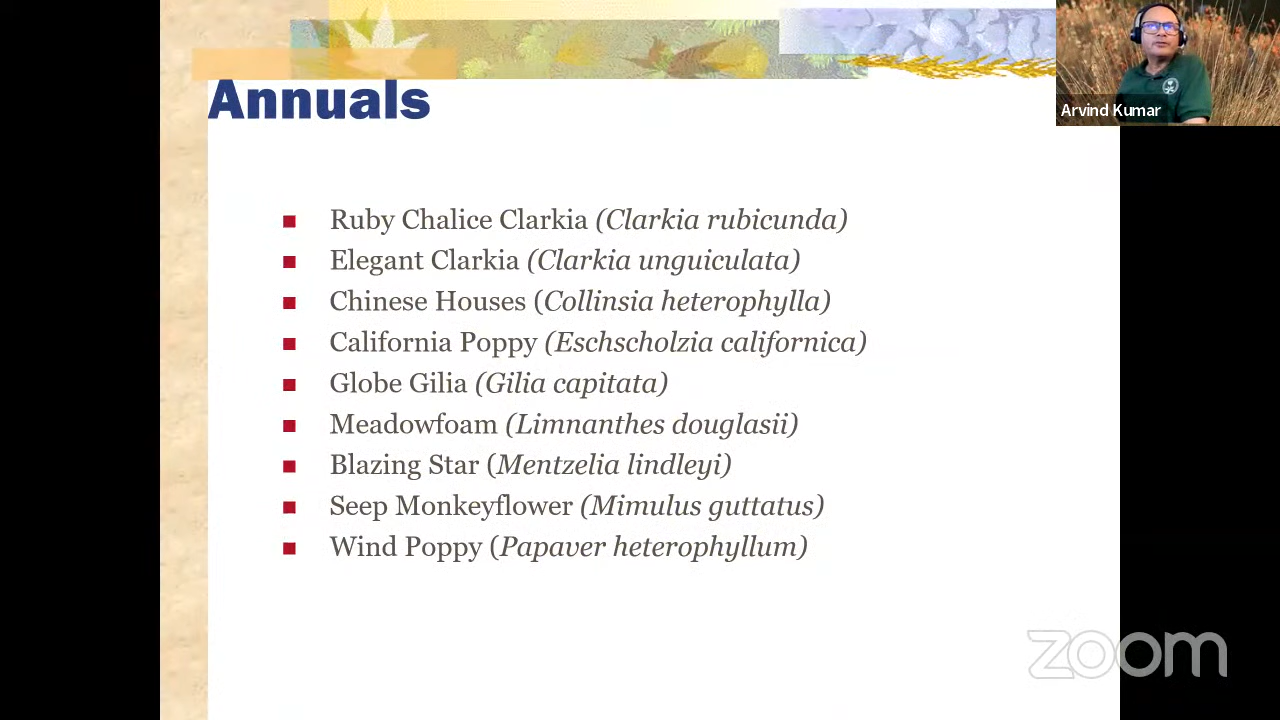 Annuals
Arvind Kumar
Ruby Chalice Clarkia (Clarkia rubicunda)
Elegant Clarkia (Clarkia unguiculata)
Chinese Houses (Collinsia heterophylla)
California Poppy (Eschscholzia californica)
Globe Gilia (Gilia capitata)
Meadowfoam (Limnanthes douglasii)
Blazing Star (Mentzelia lindleyi)
Seep Monkeyflower (Mimulus guttatus)
Wind Poppy (Papaver heterophyllum)
zoom